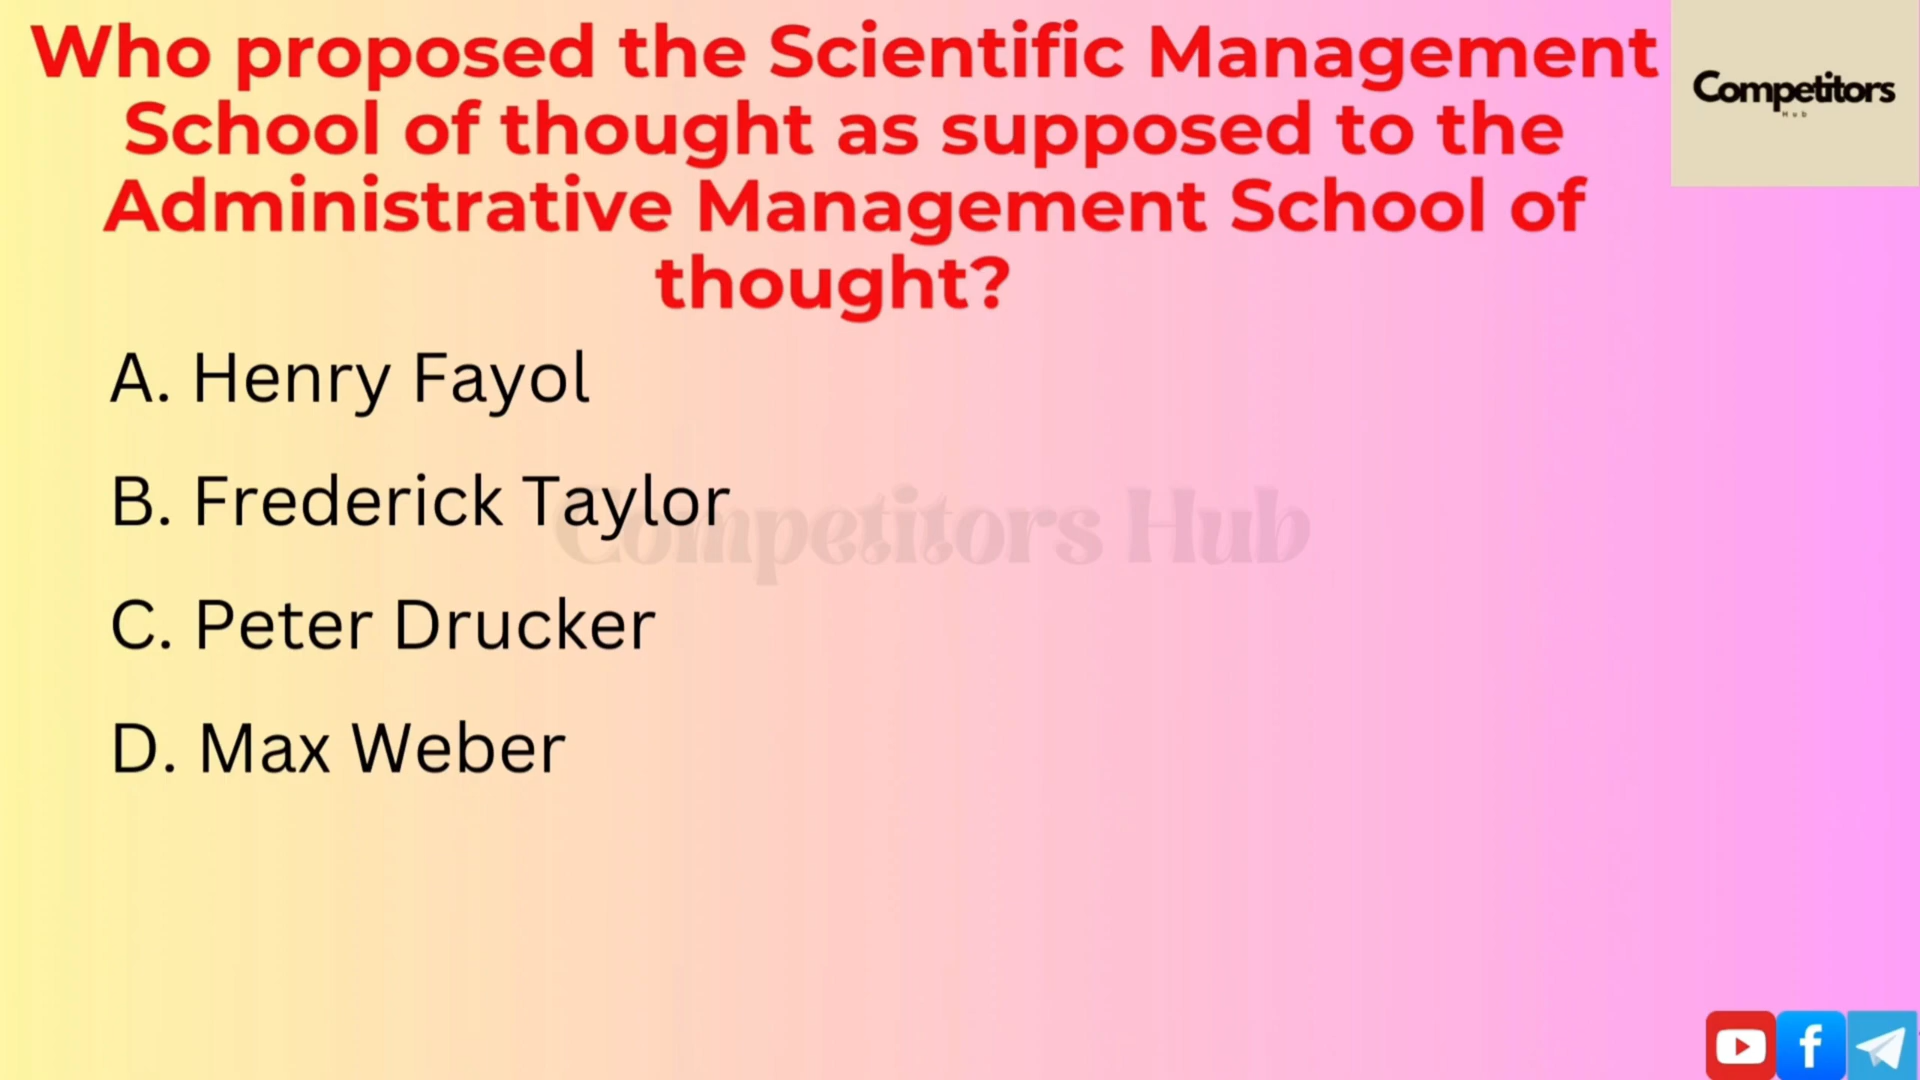 Who proposed the Scientific Management
School of thought as supposed to the
Administrative Management School of
thought?
Competitors
Hub
A. Henry Fayol
B. Frederick Taylor
Competitors Hub
C. Peter Drucker
D. Max Weber